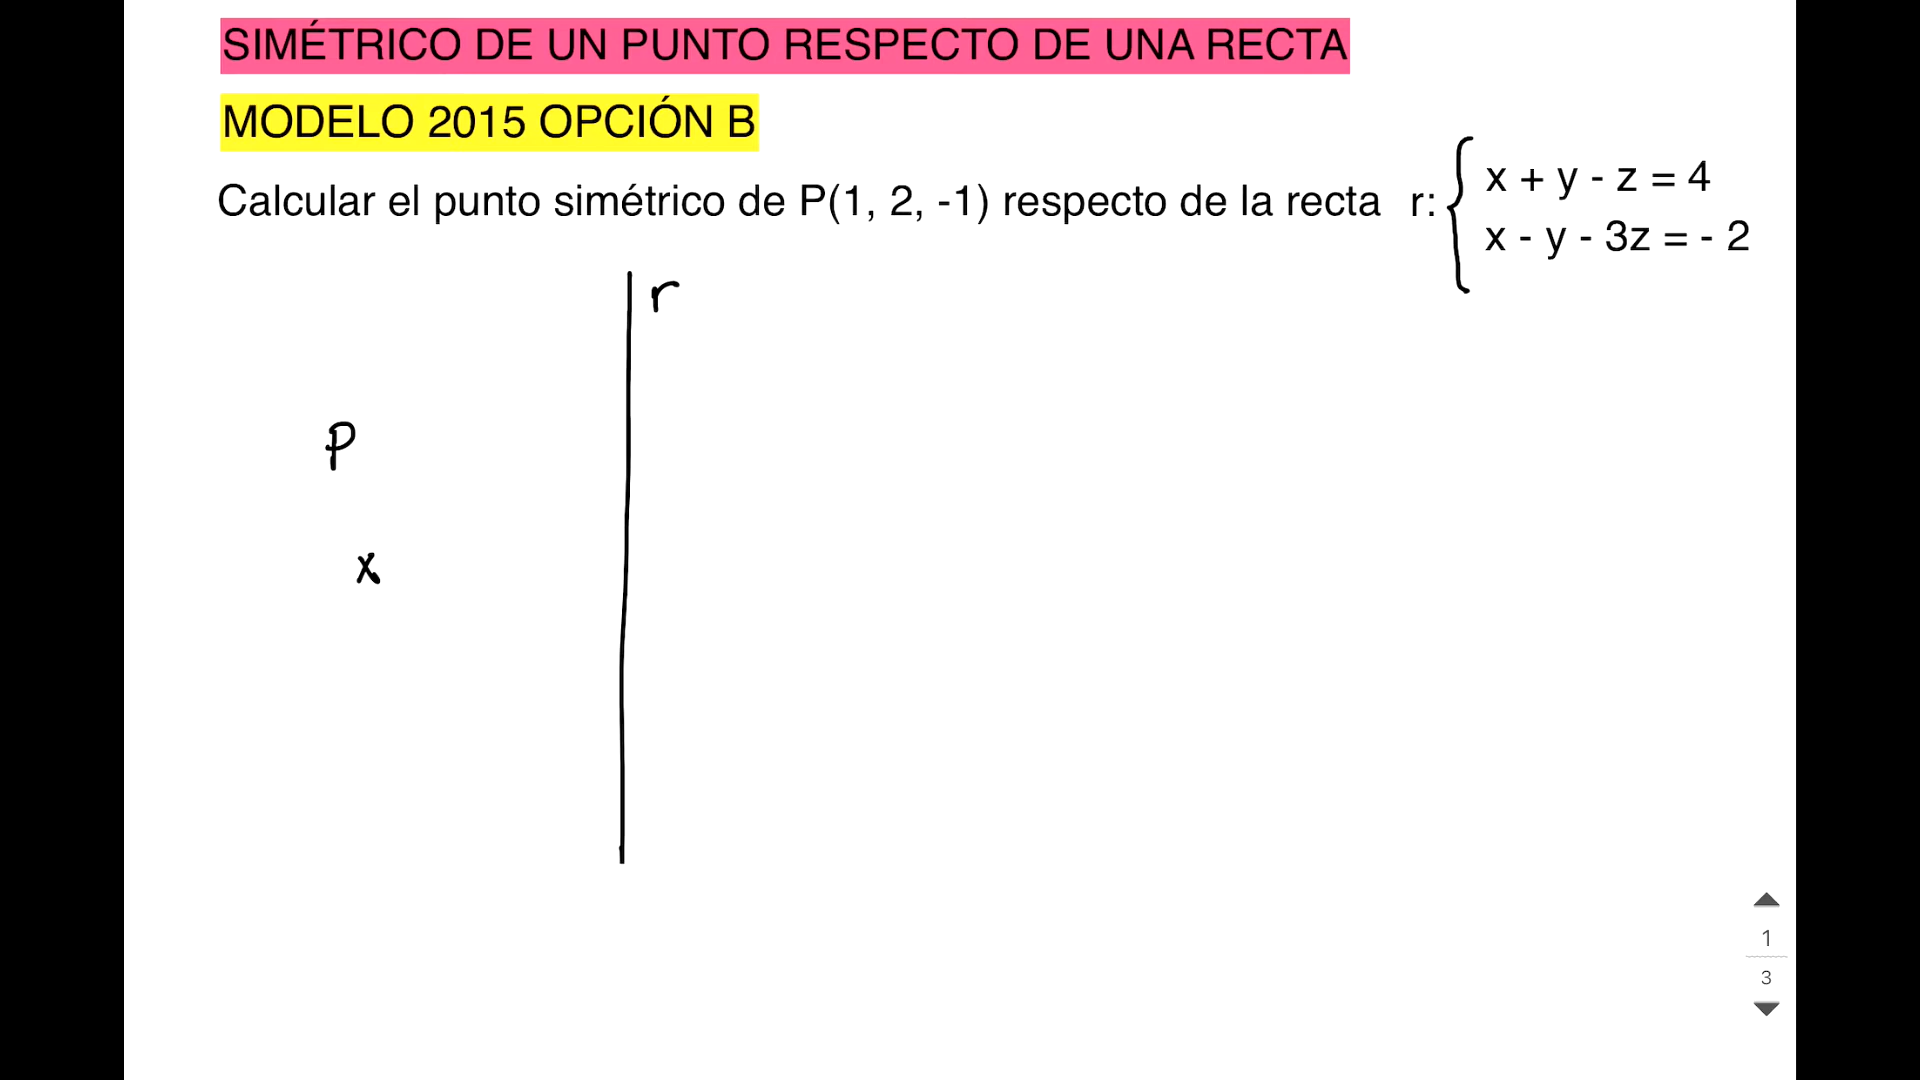 SIMÉTRICO DE UN PUNTO RESPECTO DE UNA RECTA
MODELO 2015 OPCIÓN B
Calcular el punto simétrico de P(1, 2, -1) respecto de la recta r:
x + y - z = 4
x - y - 3z = - 2
r
P
x
1
3